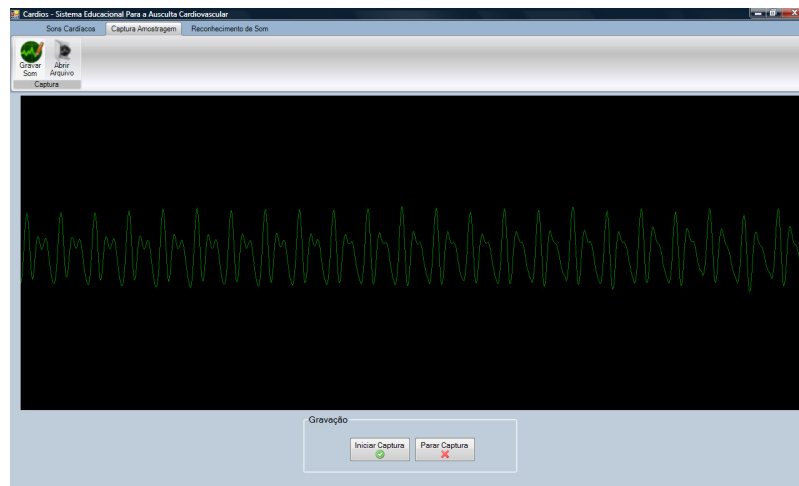 Cardios - Sistema Educacional Para a Ausculta Cardiovascular
Sons Cardíacos Captura Amostragem Reconhecimento de Som
Gravar Abrir
Som Arquivo
Captura
Gravação
Iniciar Captura Parar Captura